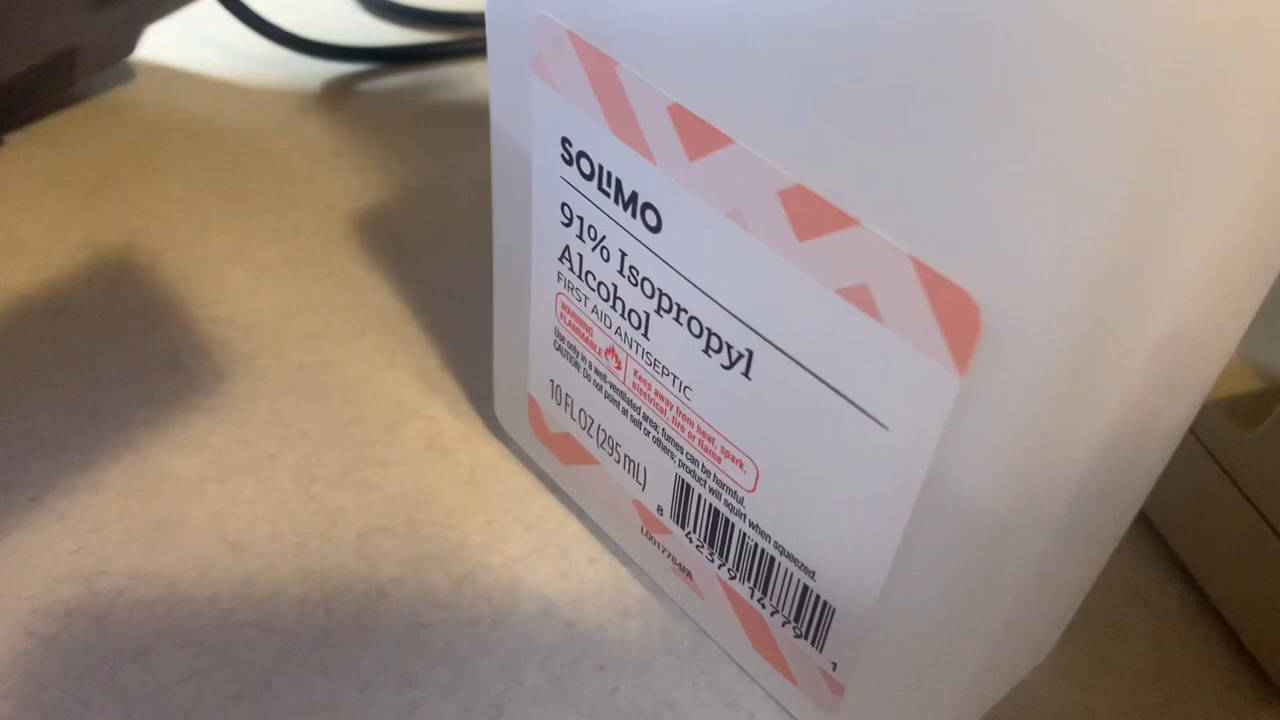 SOLIMO
91% Isopropyl
Alcohol
FIRST AID ANTISEPTIC
WARNING
FLAMMABLE
Keep away from heat, spark,
electrical, fire or flame
Use only in a well-ventilated area; fumes can be harmful.
CAUTION: Do not point at self or others; product will squirt when squeezed.
10 FL OZ (295 mL)
8 42379 14779 1
L0017784FA